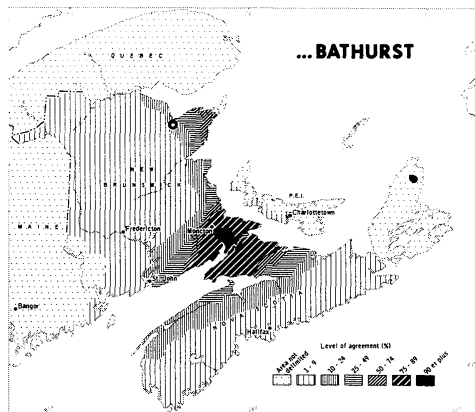 ...BATHURST
QUEBEC
NEW
BRUNSWICK
P.E.I.
Charlottetown
MAINE
Fredericton
Moncton
St. John
Bangor
NOVA SCOTIA
Halifax
Level of agreement (%)
Area not
delimited
1 - 9
10 - 24
25 - 49
50 - 74
75 - 89
90 et plus